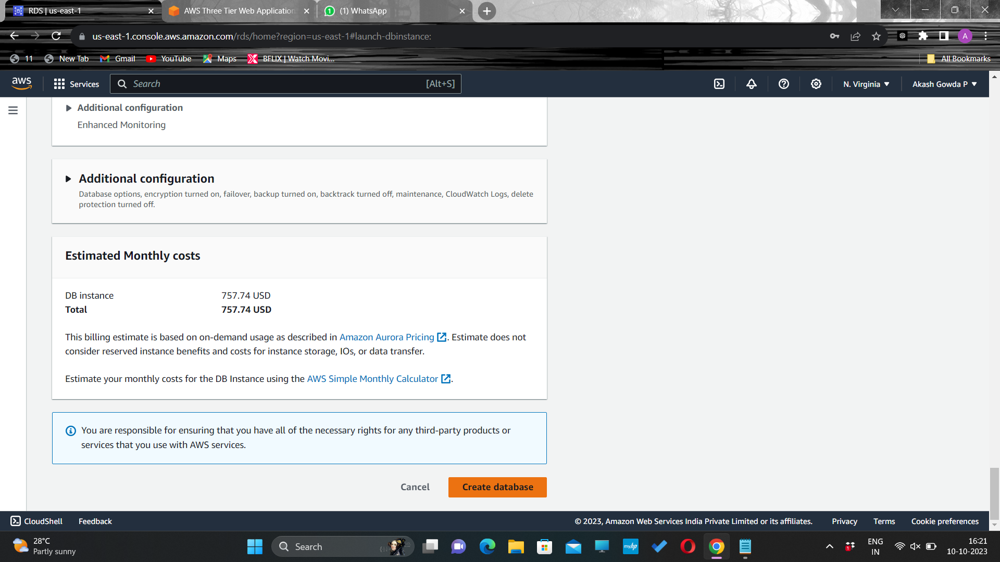 RDS | us-east-1
AWS Three Tier Web Application
(1) WhatsApp
us-east-1.console.aws.amazon.com/rds/home?region=us-east-1#launch-dbinstance:
A
11
New Tab
Gmail
YouTube
Maps
BFLIX | Watch Movi...
All Bookmarks
aws
Services
Search
[Alt+S]
N. Virginia
Akash Gowda P
Additional configuration
Enhanced Monitoring
Additional configuration
Database options, encryption turned on, failover, backup turned on, backtrack turned off, maintenance, CloudWatch Logs, delete
protection turned off.
Estimated Monthly costs
DB instance 757.74 USD
Total 757.74 USD
This billing estimate is based on on-demand usage as described in Amazon Aurora Pricing. Estimate does not
consider reserved instance benefits and costs for instance storage, IOs, or data transfer.
Estimate your monthly costs for the DB Instance using the AWS Simple Monthly Calculator.
You are responsible for ensuring that you have all of the necessary rights for any third-party products or
services that you use with AWS services.
Cancel
Create database
CloudShell
Feedback
© 2023, Amazon Web Services India Private Limited or its affiliates.
Privacy
Terms
Cookie preferences
28°C
Partly sunny
Search
myhp
1
ENG
IN
16:21
10-10-2023